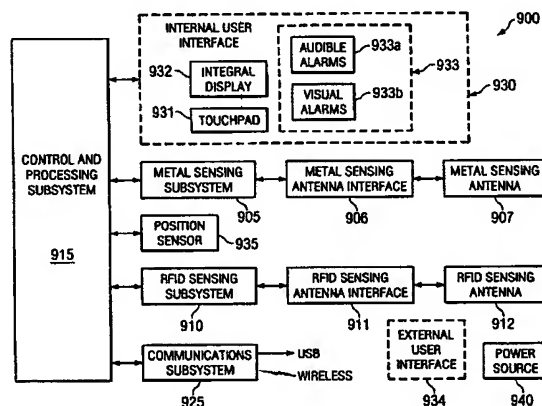 900
INTERNAL USER
INTERFACE
932
INTEGRAL
DISPLAY
931
TOUCHPAD
AUDIBLE
ALARMS
933a
VISUAL
ALARMS
933b
933
930
CONTROL AND
PROCESSING
SUBSYSTEM
915
METAL SENSING
SUBSYSTEM
905
METAL SENSING
ANTENNA INTERFACE
906
METAL SENSING
ANTENNA
907
POSITION
SENSOR
935
RFID SENSING
SUBSYSTEM
910
RFID SENSING
ANTENNA INTERFACE
911
RFID SENSING
ANTENNA
912
COMMUNICATIONS
SUBSYSTEM
925
USB
WIRELESS
EXTERNAL
USER
INTERFACE
934
POWER
SOURCE
940